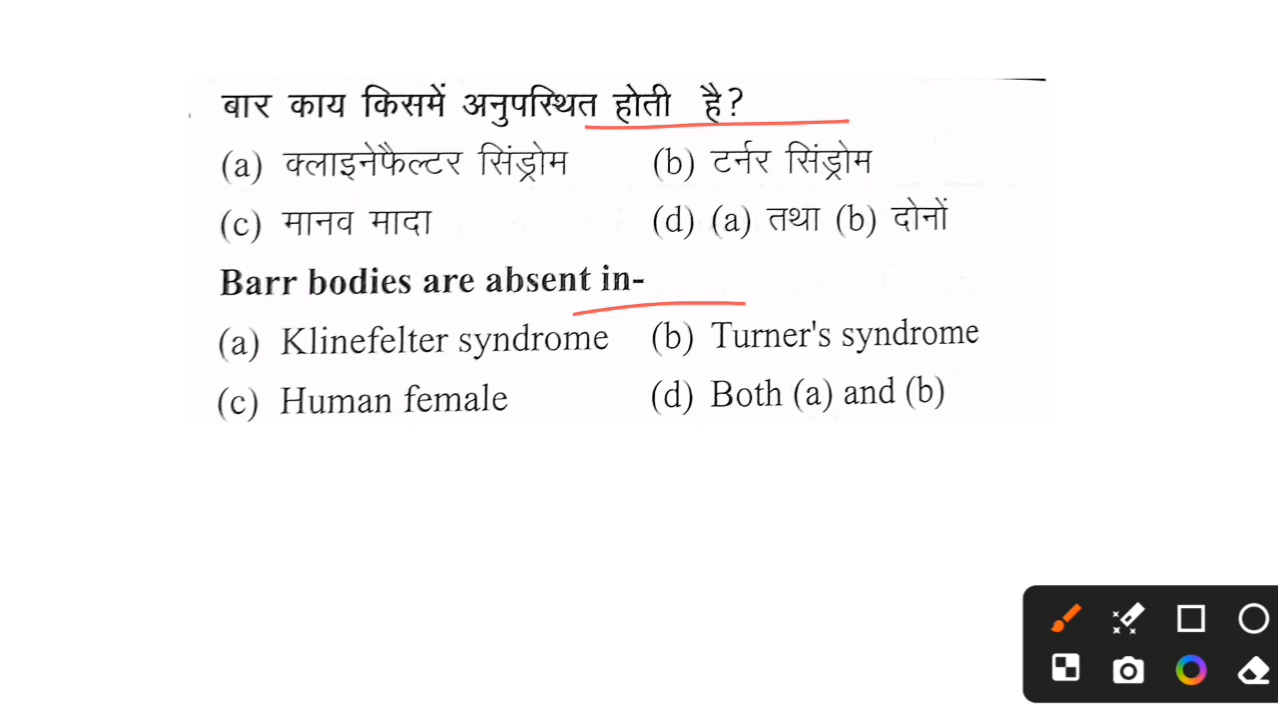 बार काय किसमें अनुपस्थित होती है?
(a) क्लाइनेफैल्टर सिंड्रोम (b) टर्नर सिंड्रोम
(c) मानव मादा (d) (a) तथा (b) दोनों
Barr bodies are absent in-
(a) Klinefelter syndrome (b) Turner's syndrome
(c) Human female (d) Both (a) and (b)